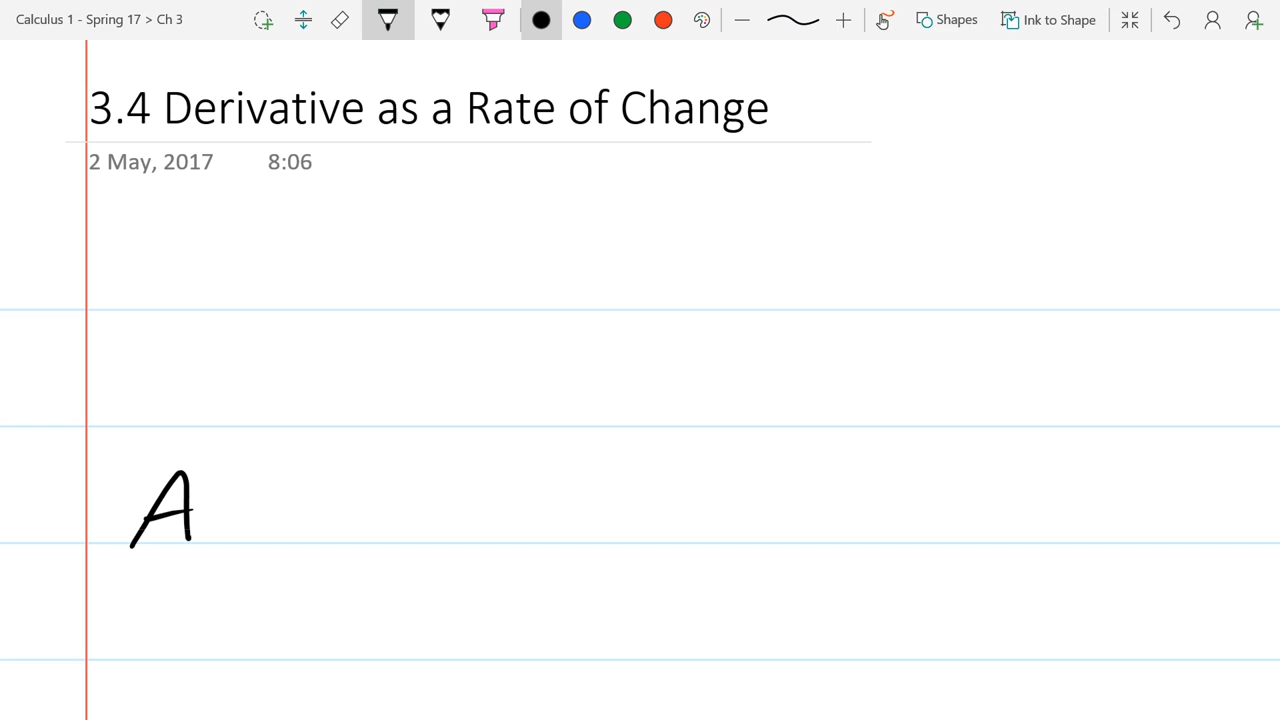 Calculus 1 - Spring 17 > Ch 3 Shapes Ink to Shape
3.4 Derivative as a Rate of Change
2 May, 2017 8:06
A